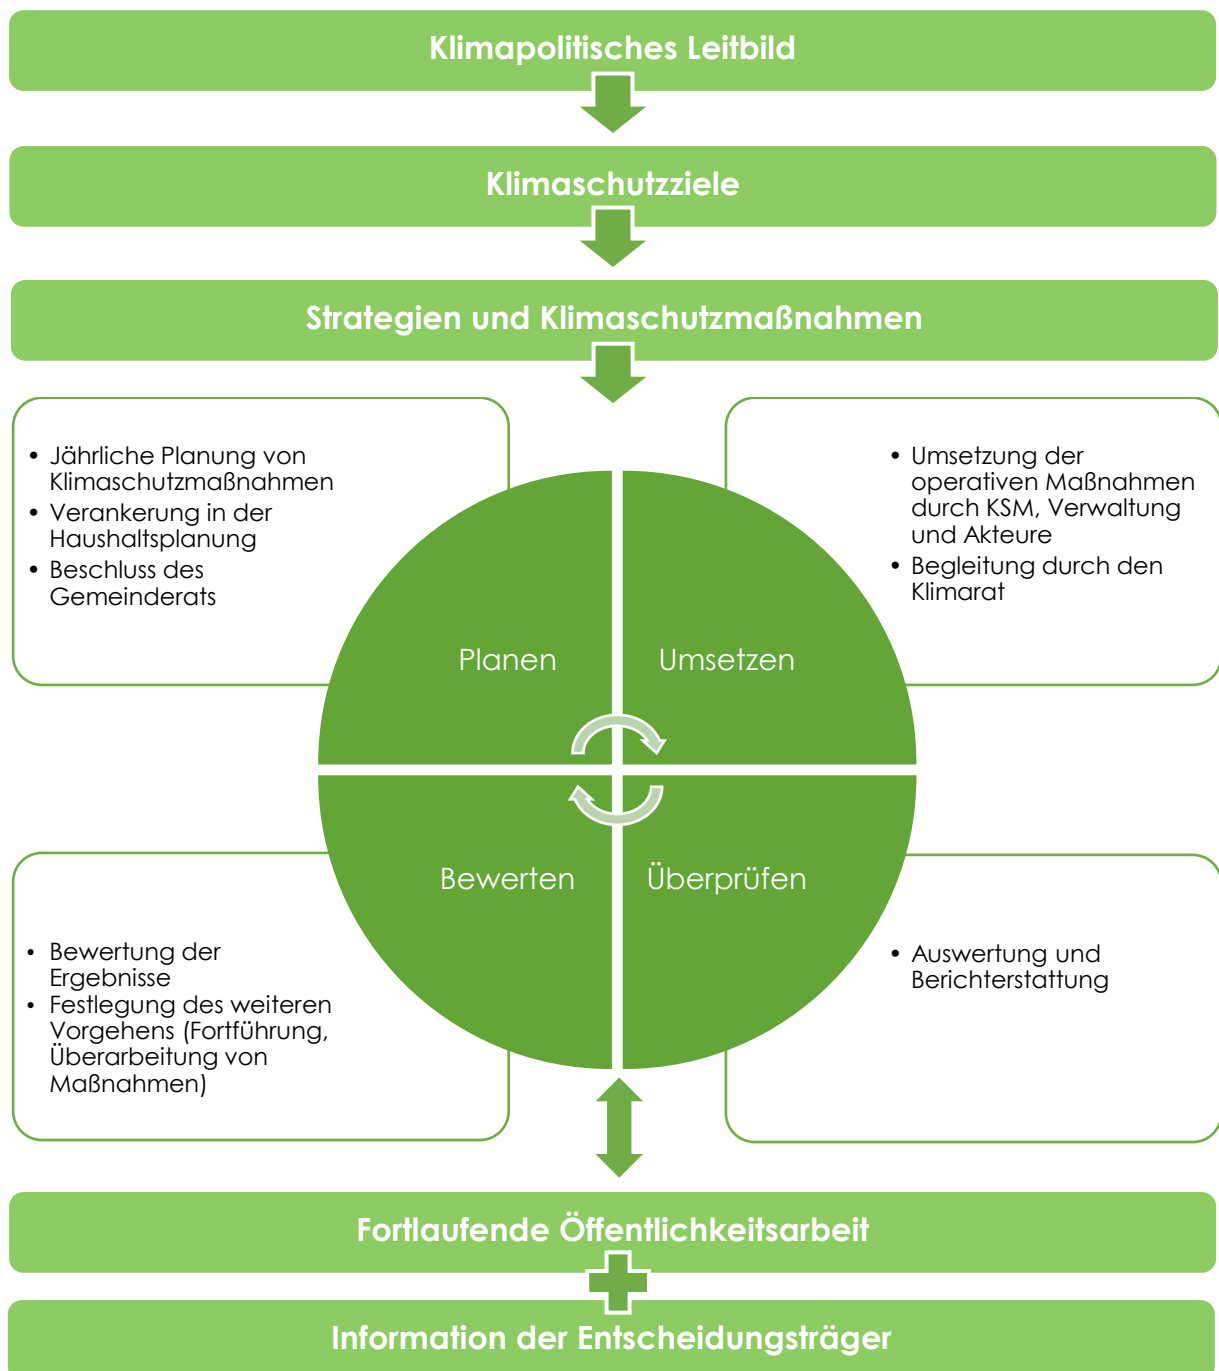 Klimapolitisches Leitbild
Klimaschutzziele
Strategien und Klimaschutzmaßnahmen
• Jährliche Planung von
Klimaschutzmaßnahmen
• Verankerung in der
Haushaltsplanung
• Beschluss des
Gemeinderats
• Umsetzung der
operativen Maßnahmen
durch KSM, Verwaltung
und Akteure
• Begleitung durch den
Klimarat
Planen
Umsetzen
Bewerten
Überprüfen
• Bewertung der
Ergebnisse
• Festlegung des weiteren
Vorgehens (Fortführung,
Überarbeitung von
Maßnahmen)
• Auswertung und
Berichterstattung
Fortlaufende Öffentlichkeitsarbeit
Information der Entscheidungsträger